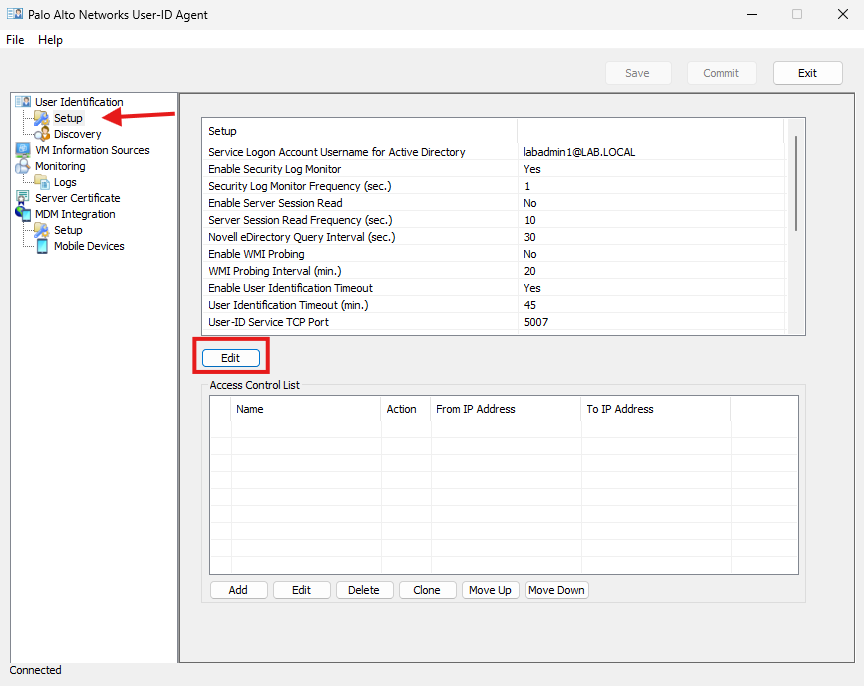 Palo Alto Networks User-ID Agent
File Help
Save Commit Exit
User Identification
Setup
Discovery
VM Information Sources
Monitoring
Logs
Server Certificate
MDM Integration
Setup
Mobile Devices
Setup
Service Logon Account Username for Active Directory labadmin1@LAB.LOCAL
Enable Security Log Monitor Yes
Security Log Monitor Frequency (sec.) 1
Enable Server Session Read No
Server Session Read Frequency (sec.) 10
Novell eDirectory Query Interval (sec.) 30
Enable WMI Probing No
WMI Probing Interval (min.) 20
Enable User Identification Timeout Yes
User Identification Timeout (min.) 45
User-ID Service TCP Port 5007
Edit
Access Control List
Name Action From IP Address To IP Address
Add Edit Delete Clone Move Up Move Down
Connected